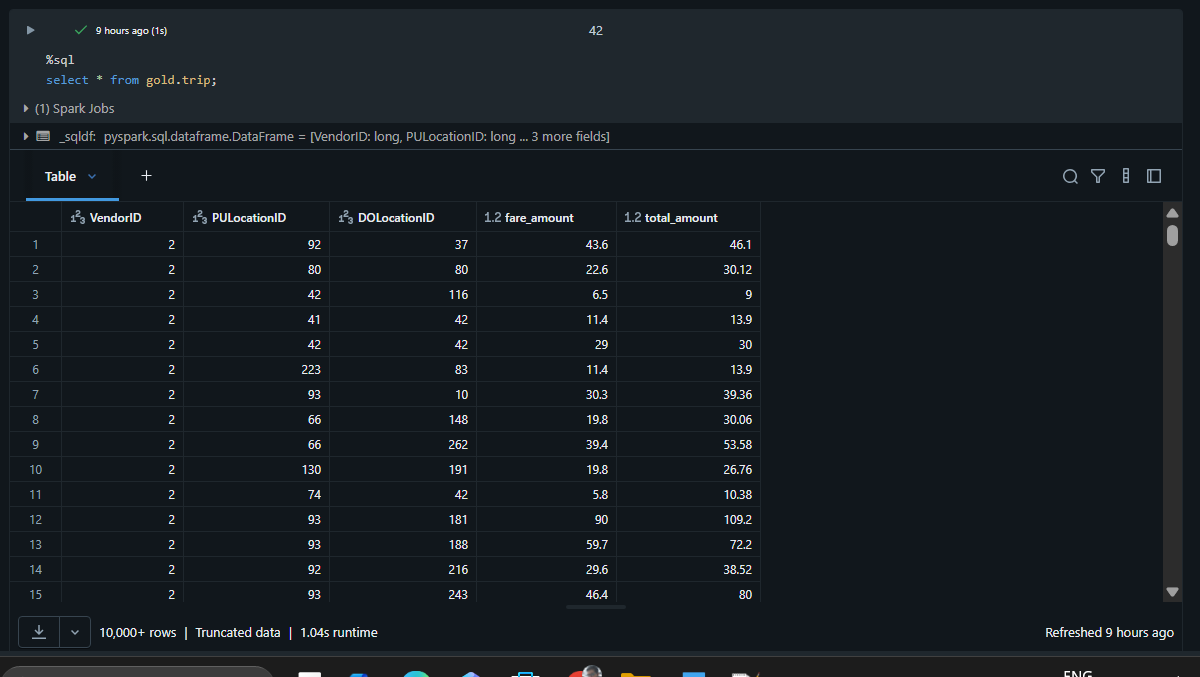 9 hours ago (1s)
42
%sql
select * from gold.trip;
(1) Spark Jobs
_sqldf: pyspark.sql.dataframe.DataFrame = [VendorID: long, PULocationID: long ... 3 more fields]
Table +
1²3 VendorID 1²3 PULocationID 1²3 DOLocationID 1.2 fare_amount 1.2 total_amount
1 2 92 37 43.6 46.1
2 2 80 80 22.6 30.12
3 2 42 116 6.5 9
4 2 41 42 11.4 13.9
5 2 42 42 29 30
6 2 223 83 11.4 13.9
7 2 93 10 30.3 39.36
8 2 66 148 19.8 30.06
9 2 66 262 39.4 53.58
10 2 130 191 19.8 26.76
11 2 74 42 5.8 10.38
12 2 93 181 90 109.2
13 2 93 188 59.7 72.2
14 2 92 216 29.6 38.52
15 2 93 243 46.4 80
10,000+ rows | Truncated data | 1.04s runtime
Refreshed 9 hours ago
ENG